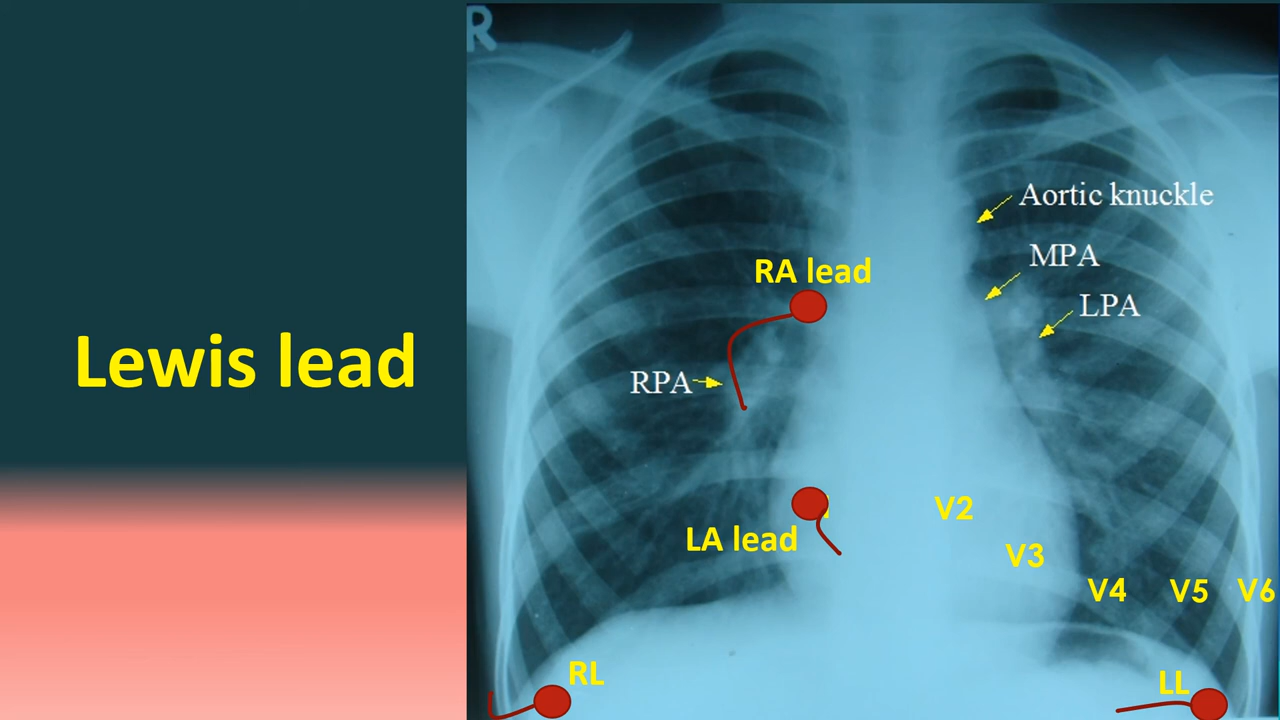 R
Aortic knuckle
MPA
RA lead
LPA
Lewis lead
RPA
V2
LA lead
V3
V4
V5
V6
RL
LL